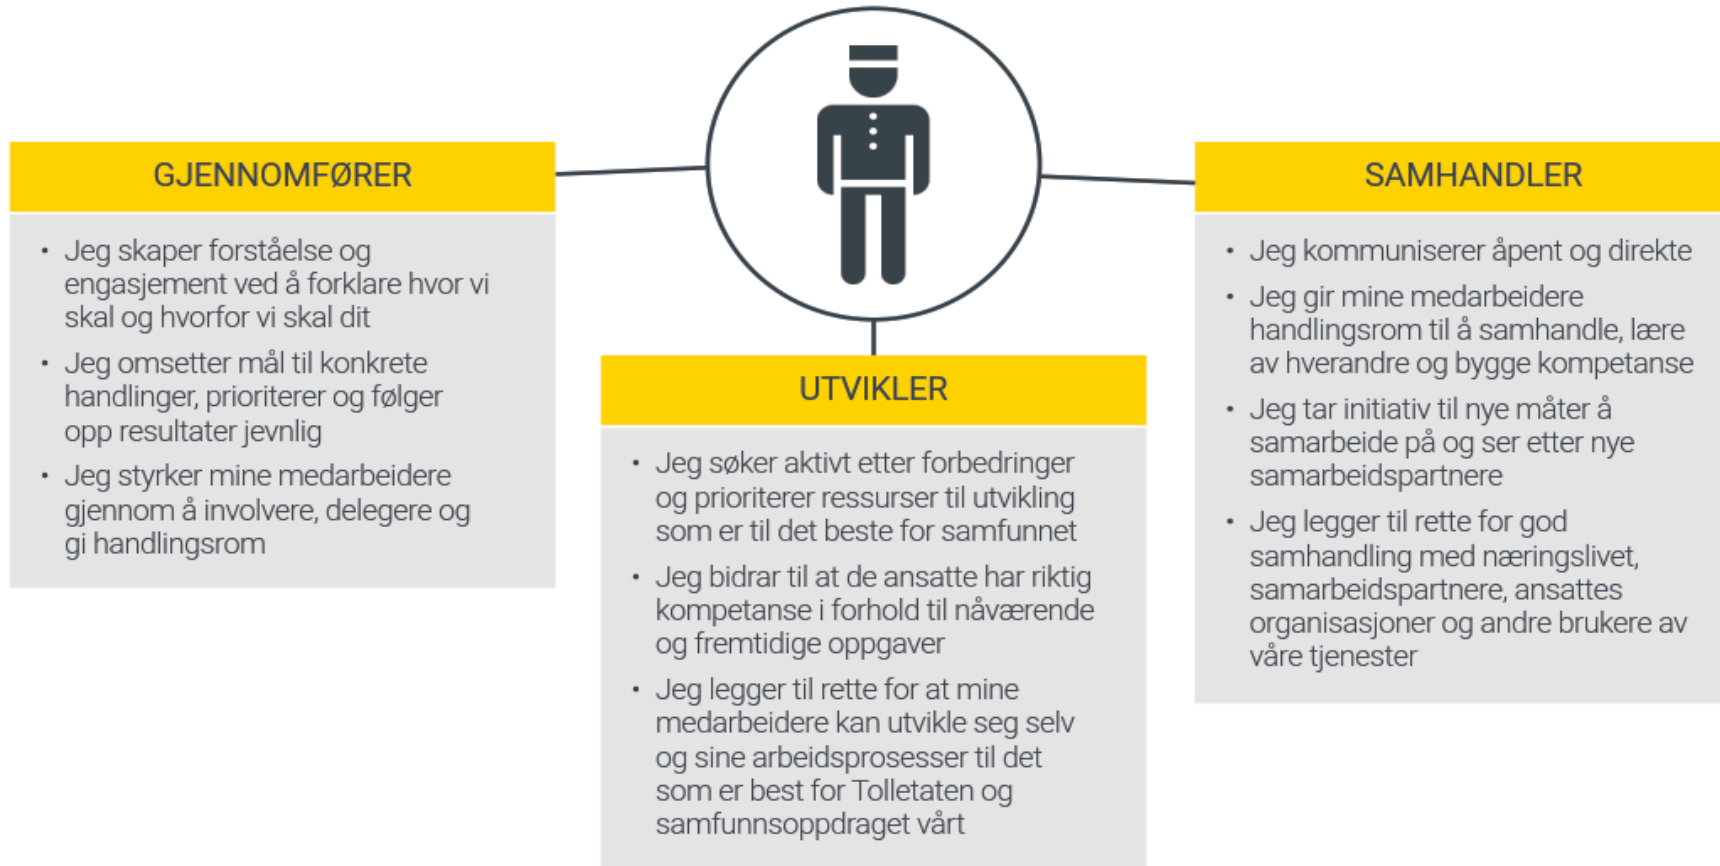 GJENNOMFØRER
• Jeg skaper forståelse og
engasjement ved å forklare hvor vi
skal og hvorfor vi skal dit
• Jeg omsetter mål til konkrete
handlinger, prioriterer og følger
opp resultater jevnlig
• Jeg styrker mine medarbeidere
gjennom å involvere, delegere og
gi handlingsrom
UTVIKLER
• Jeg søker aktivt etter forbedringer
og prioriterer ressurser til utvikling
som er til det beste for samfunnet
• Jeg bidrar til at de ansatte har riktig
kompetanse i forhold til nåværende
og fremtidige oppgaver
• Jeg legger til rette for at mine
medarbeidere kan utvikle seg selv
og sine arbeidsprosesser til det
som er best for Tolletaten og
samfunnsoppdraget vårt
SAMHANDLER
• Jeg kommuniserer åpent og direkte
• Jeg gir mine medarbeidere
handlingsrom til å samhandle, lære
av hverandre og bygge kompetanse
• Jeg tar initiativ til nye måter å
samarbeide på og ser etter nye
samarbeidspartnere
• Jeg legger til rette for god
samhandling med næringslivet,
samarbeidspartnere, ansattes
organisasjoner og andre brukere av
våre tjenester